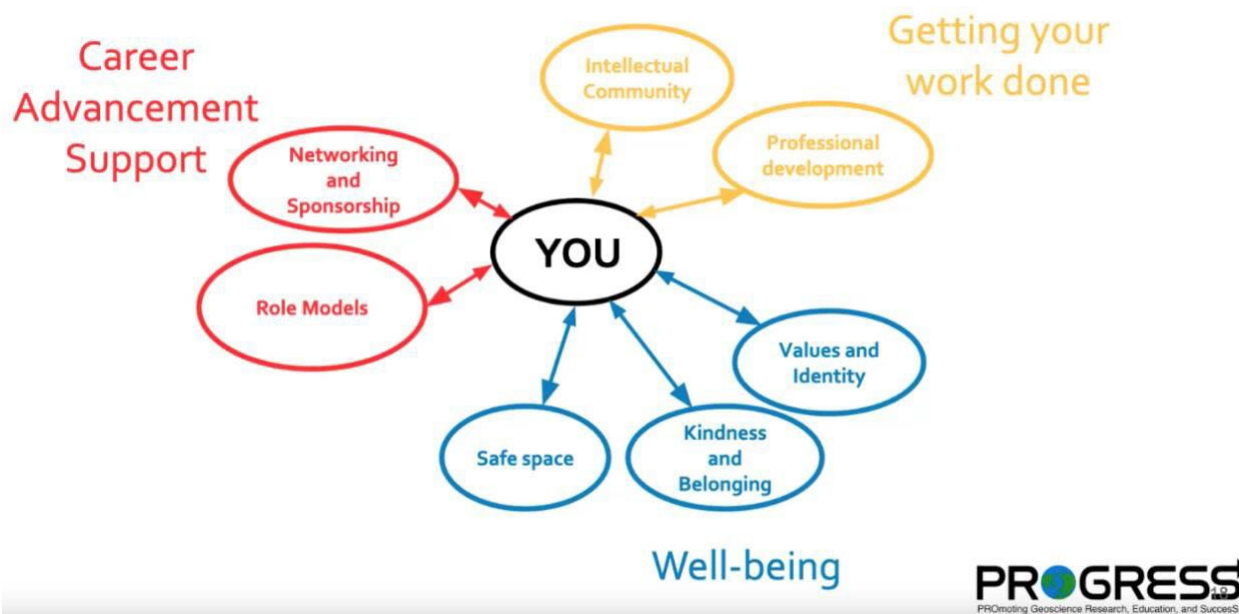 Career
Advancement
Support
Getting your
work done
Intellectual
Community
Professional
development
Networking
and
Sponsorship
YOU
Role Models
Values and
Identity
Kindness
and
Belonging
Safe space
Well-being
PROGRESS
18
PROmoting Geoscience Research, Education, and SuccesS